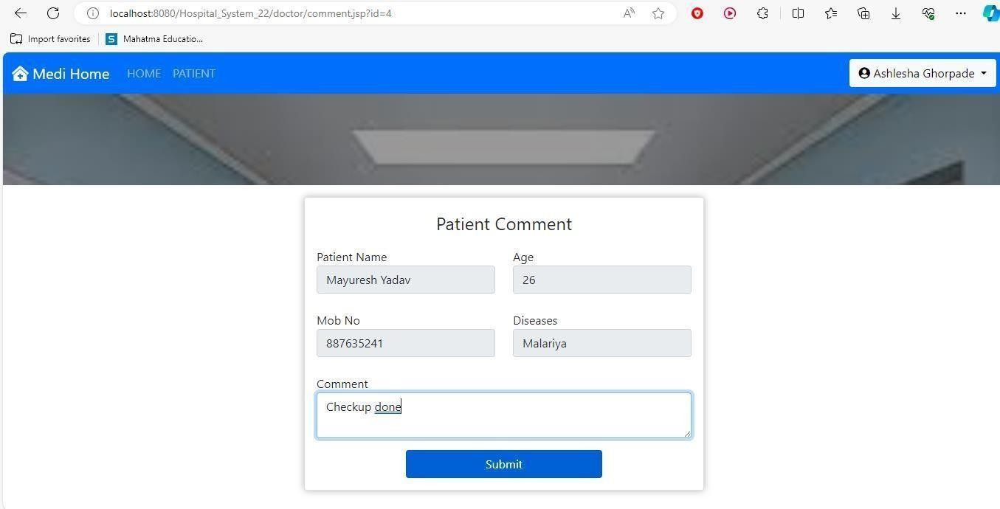 localhost:8080/Hospital_System_22/doctor/comment.jsp?id=4
Import favorites S Mahatma Educatio...
Medi Home HOME PATIENT Ashlesha Ghorpade
Patient Comment
Patient Name Age
Mayuresh Yadav 26
Mob No Diseases
887635241 Malariya
Comment
Checkup done
Submit